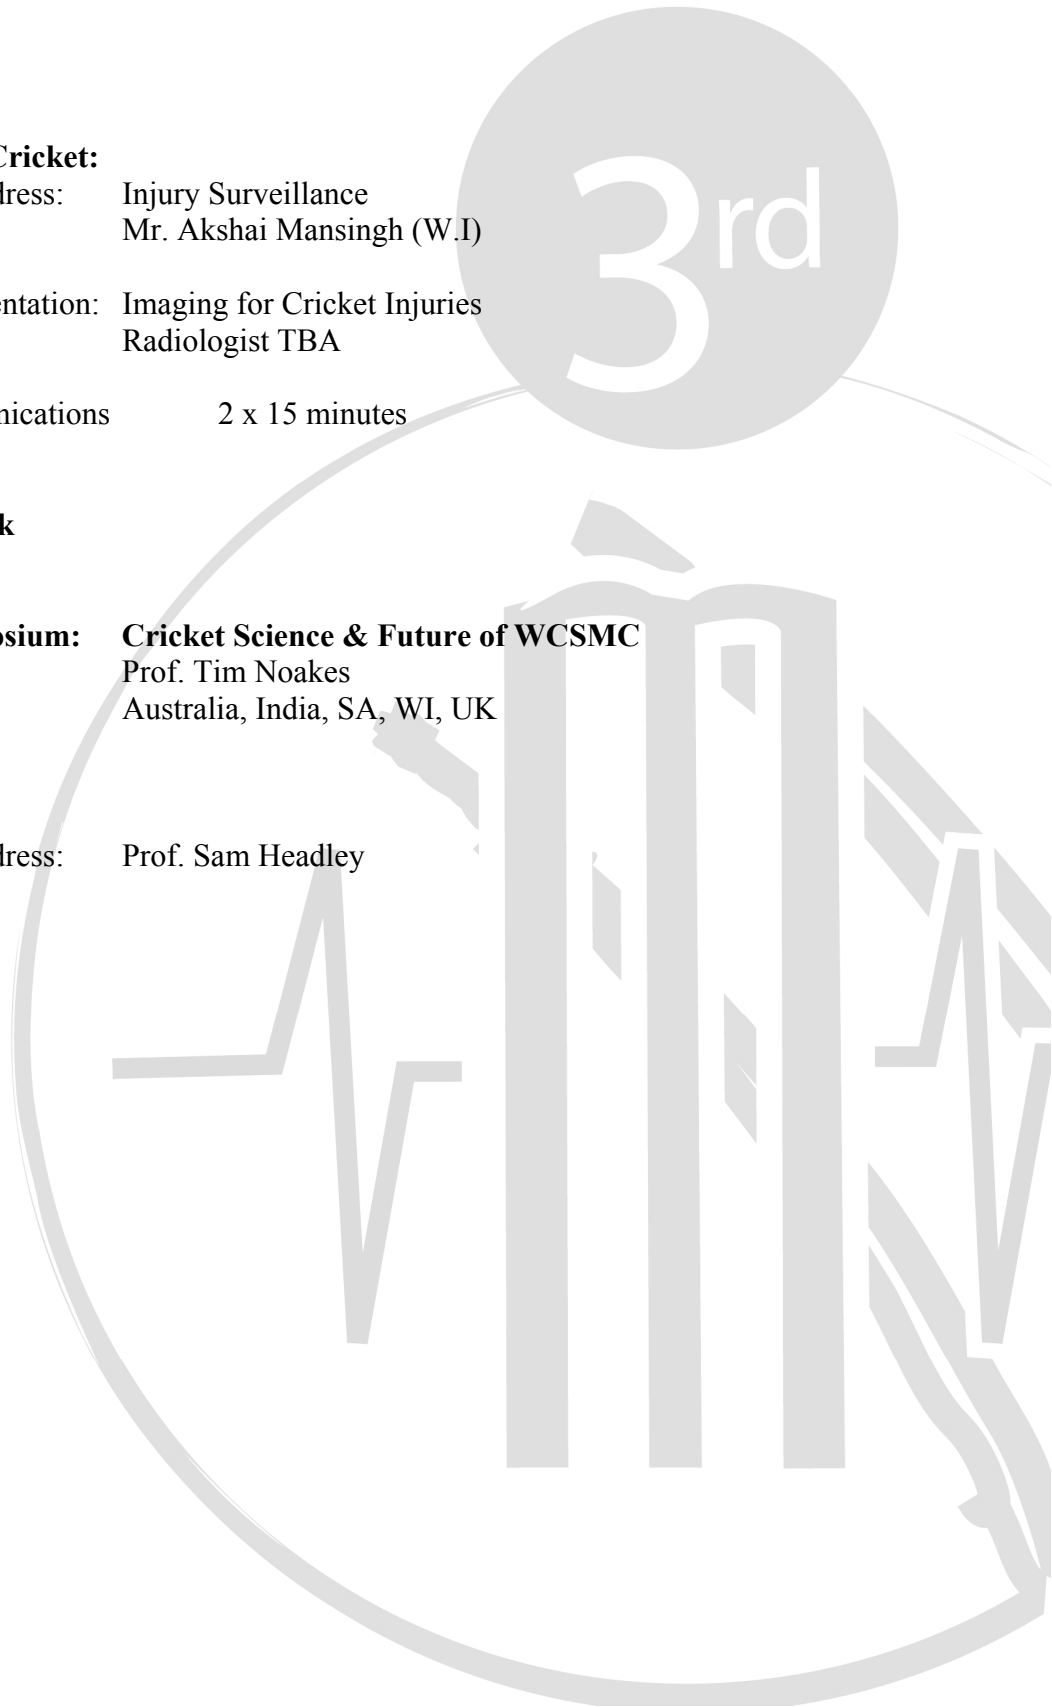 Cricket:
dress: Injury Surveillance
Mr. Akshai Mansingh (W.I)
entation: Imaging for Cricket Injuries
Radiologist TBA
nications 2 x 15 minutes
k
osium: Cricket Science & Future of WCSMC
Prof. Tim Noakes
Australia, India, SA, WI, UK
dress: Prof. Sam Headley
3rd